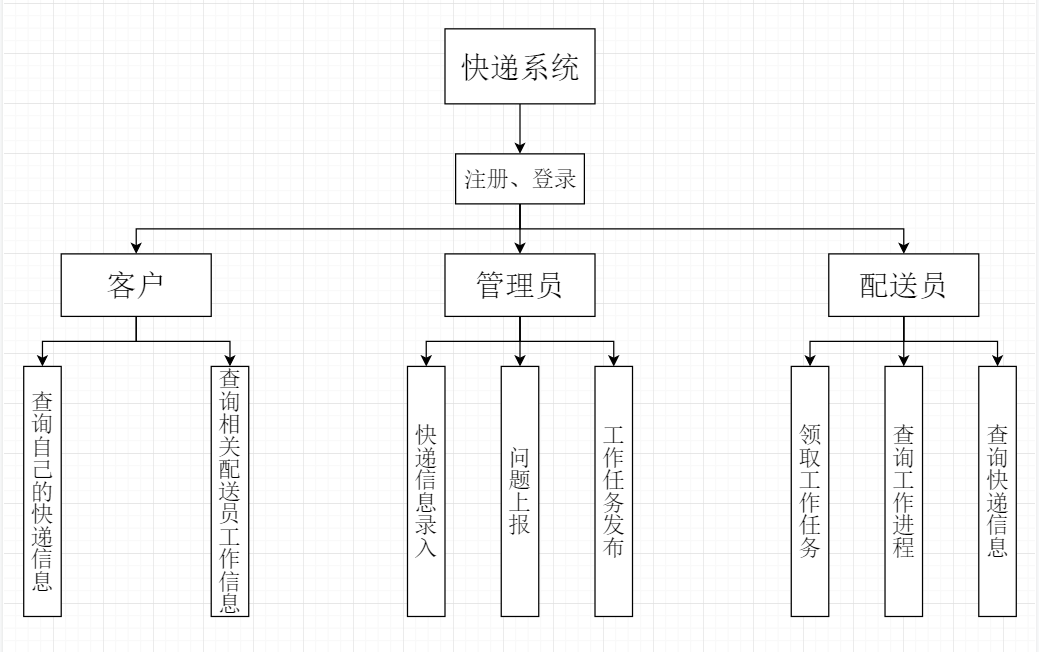 快递系统
注册、登录
客户
管理员
配送员
查询自己的快递信息
查询相关配送员工作信息
快递信息录入
问题上报
工作任务发布
领取工作任务
查询工作进程
查询快递信息